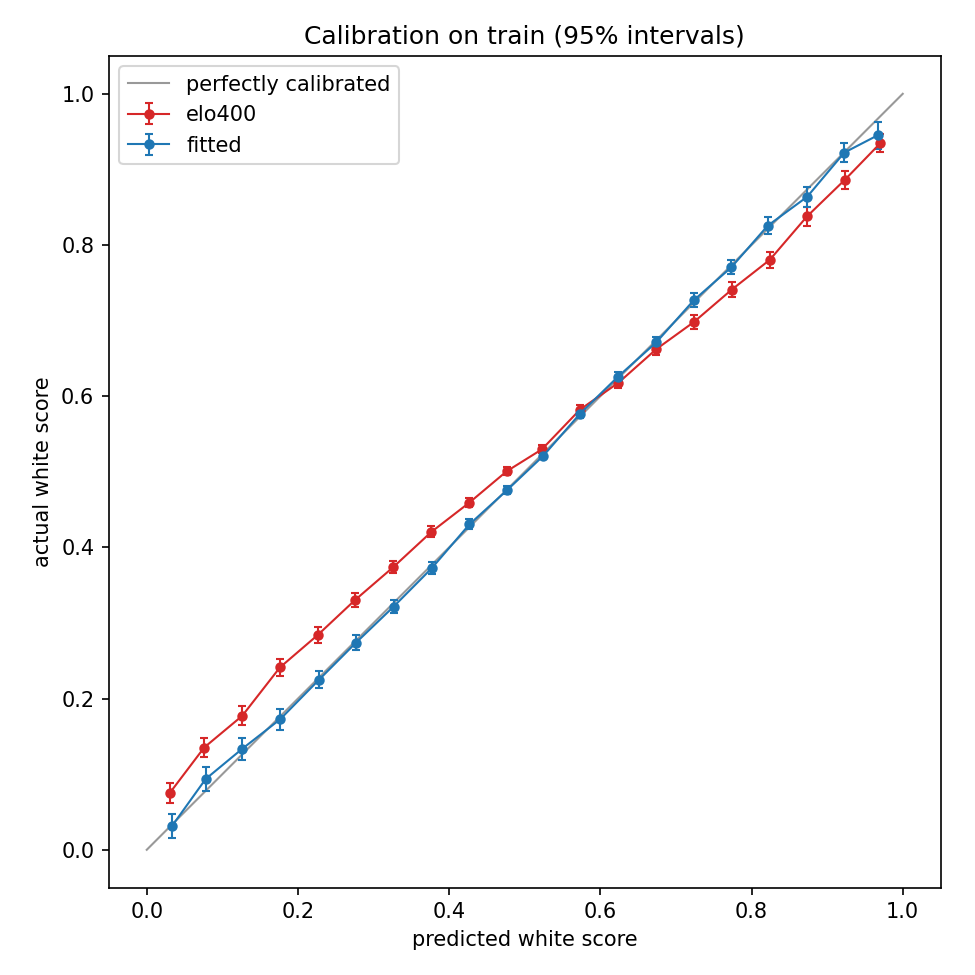 Calibration on train (95% intervals)
perfectly calibrated
elo400
fitted
actual white score
1.0
0.8
0.6
0.4
0.2
0.0
0.0 0.2 0.4 0.6 0.8 1.0
predicted white score